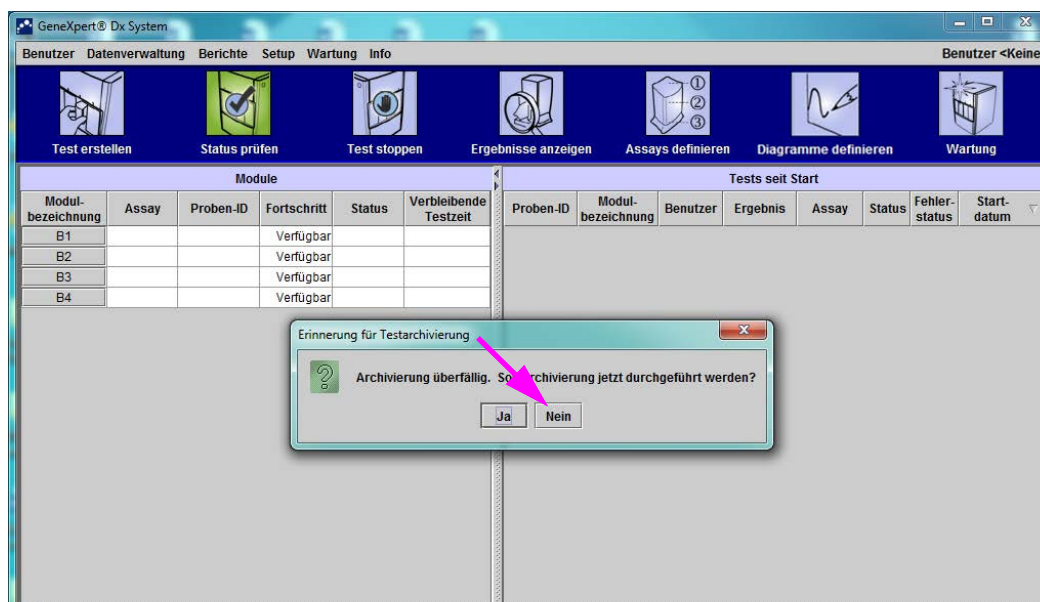 GeneXpert® Dx System
Benutzer Datenverwaltung Berichte Setup Wartung Info
Benutzer <Keine
Test erstellen Status prüfen Test stoppen Ergebnisse anzeigen Assays definieren Diagramme definieren Wartung
Module
Modul-
bezeichnung Assay Proben-ID Fortschritt Status Verbleibende
Testzeit
B1 Verfügbar
B2 Verfügbar
B3 Verfügbar
B4 Verfügbar
Tests seit Start
Proben-ID Modul-
bezeichnung Benutzer Ergebnis Assay Status Fehler-
status Start-
datum
Erinnerung für Testarchivierung
Archivierung überfällig. jetzt durchgeführt werden?
Ja Nein